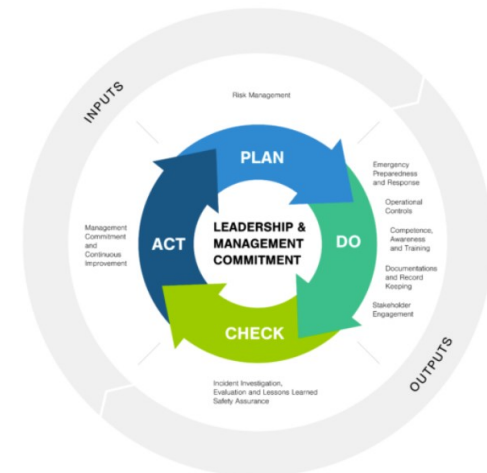 INPUTS
Risk Management
PLAN
Emergency
Preparedness
and Response
Operational
Controls
Competence,
Awareness
and Training
Documentations
and Record
Keeping
Stakeholder
Engagement
DO
LEADERSHIP &
MANAGEMENT
COMMITMENT
ACT
Management
Commitment
and
Continuous
Improvement
CHECK
Incident Investigation,
Evaluation and Lessons Learned
Safety Assurance
OUTPUTS